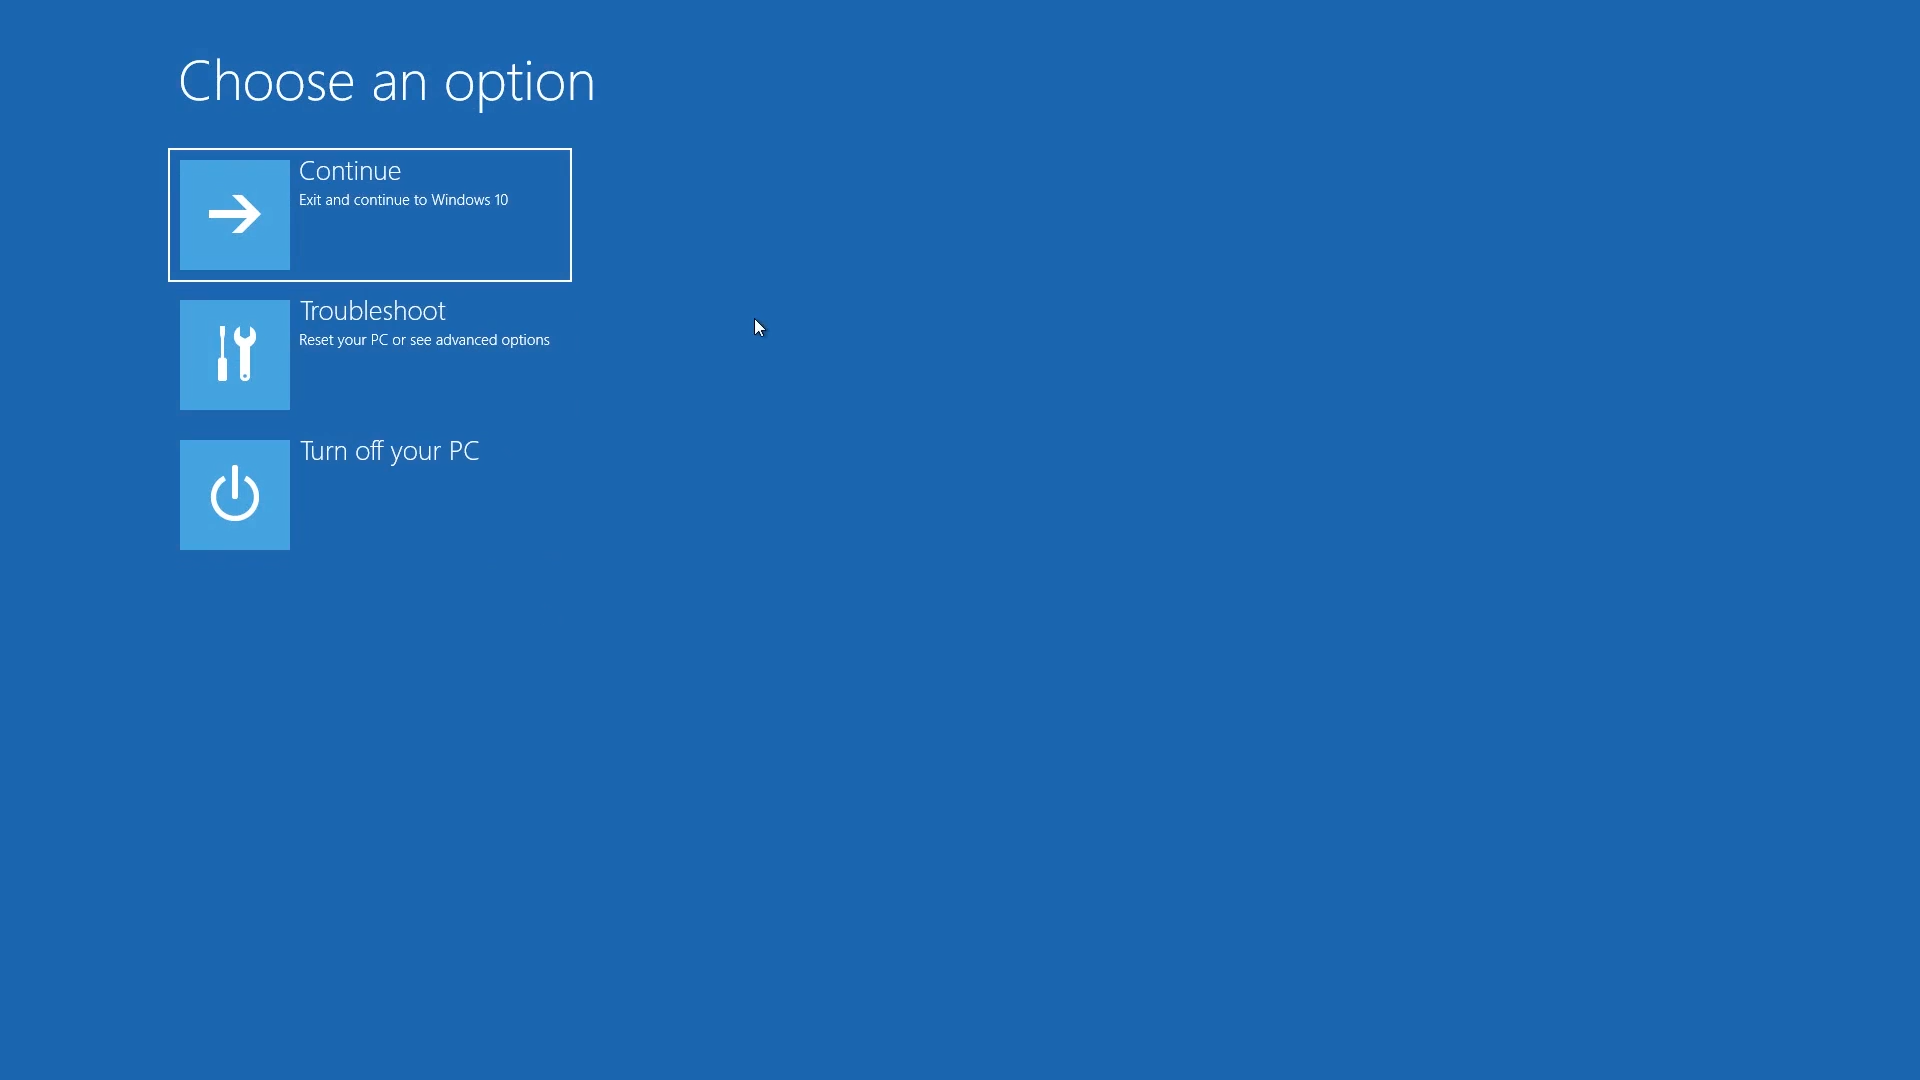 Choose an option
Continue
Exit and continue to Windows 10
Troubleshoot
Reset your PC or see advanced options
Turn off your PC